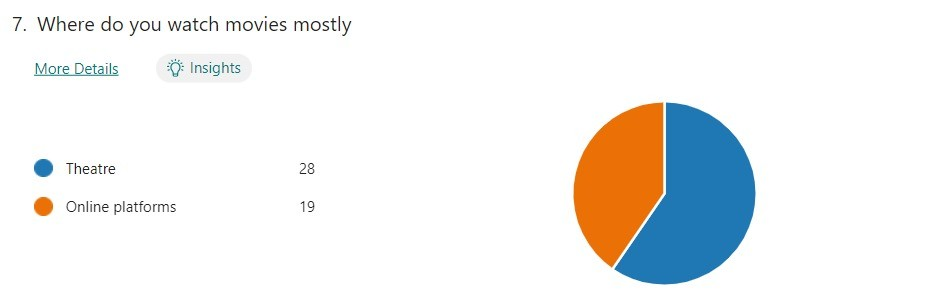 7. Where do you watch movies mostly
More Details
Insights
Theatre 28
Online platforms 19